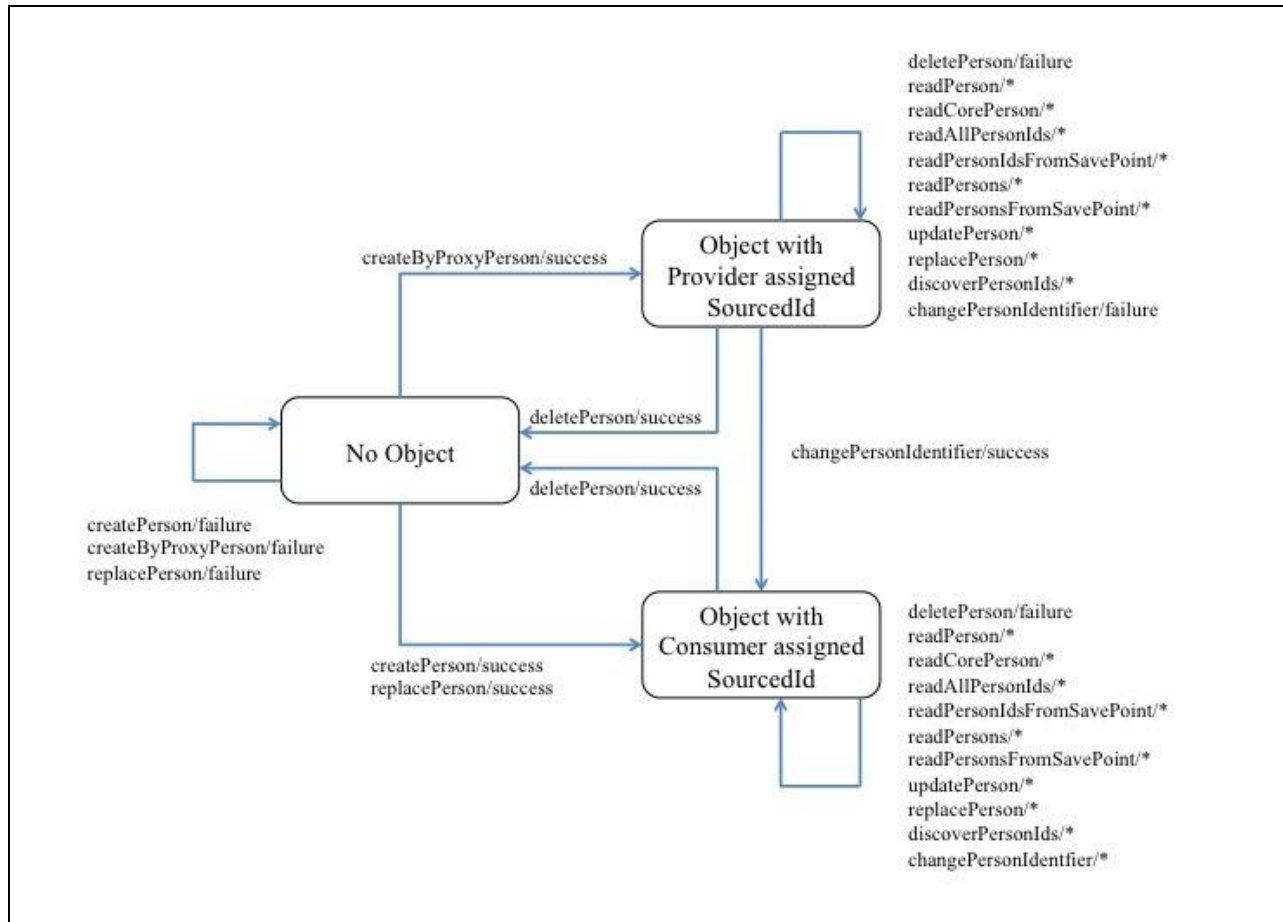 deletePerson/failure
readPerson/*
readCorePerson/*
readAllPersonIds/*
readPersonIdsFromSavePoint/*
readPersons/*
readPersonsFromSavePoint/*
updatePerson/*
replacePerson/*
discoverPersonIds/*
changePersonIdentifier/failure
Object with
Provider assigned
SourcedId
createByProxyPerson/success
deletePerson/success
No Object
changePersonIdentifier/success
deletePerson/success
createPerson/failure
createByProxyPerson/failure
replacePerson/failure
Object with
Consumer assigned
SourcedId
createPerson/success
replacePerson/success
deletePerson/failure
readPerson/*
readCorePerson/*
readAllPersonIds/*
readPersonIdsFromSavePoint/*
readPersons/*
readPersonsFromSavePoint/*
updatePerson/*
replacePerson/*
discoverPersonIds/*
changePersonIdentfier/*